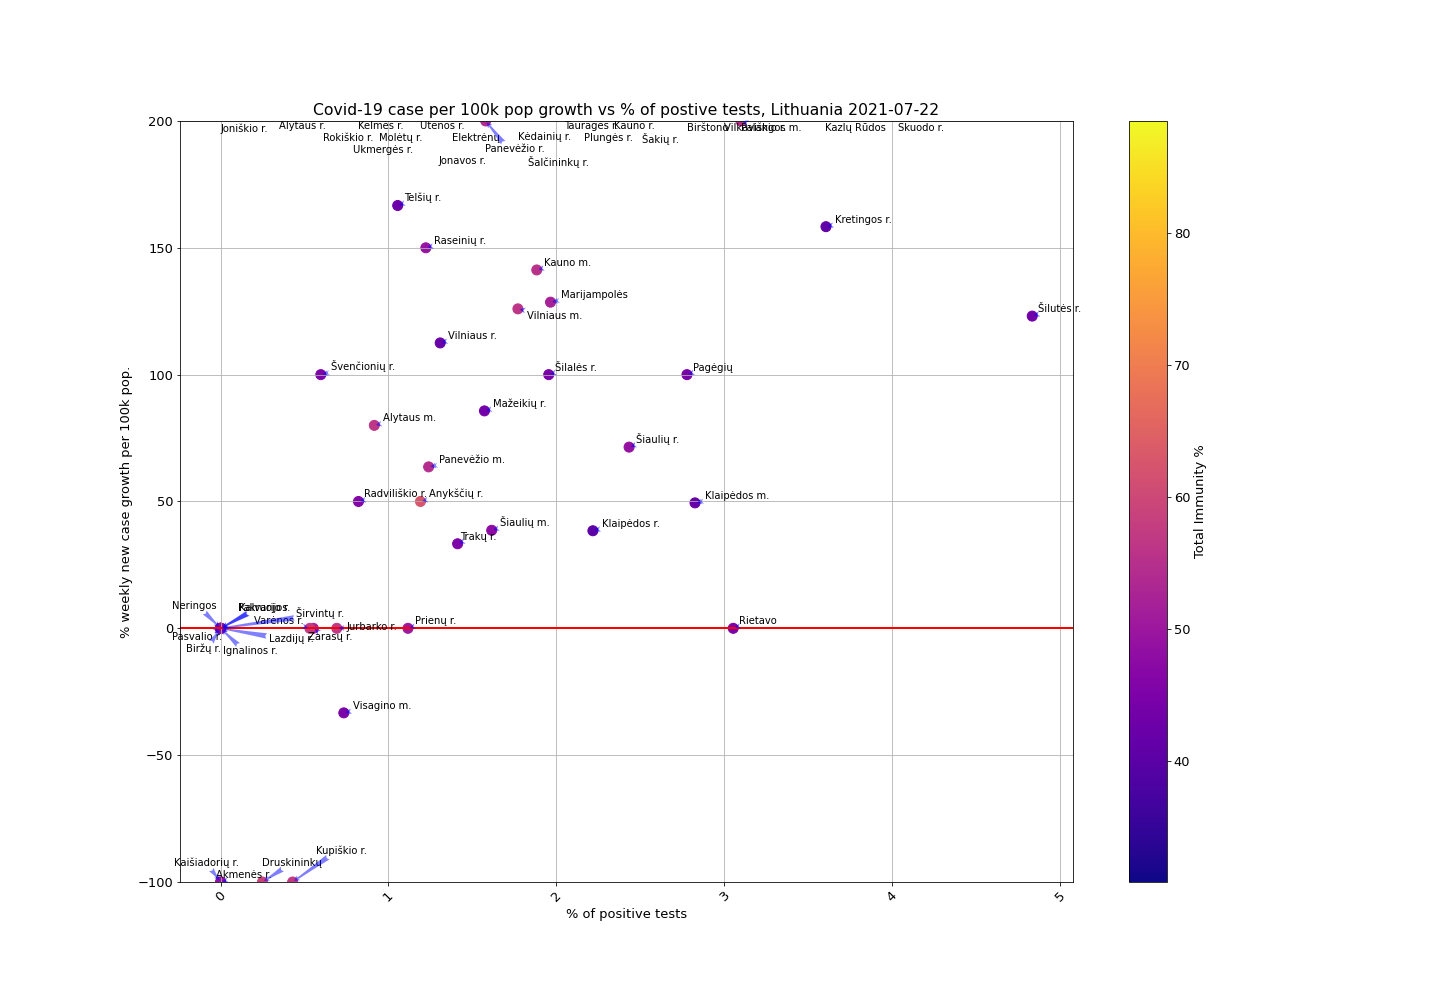 Covid-19 case per 100k pop growth vs % of postive tests, Lithuania 2021-07-22
200
Joniškio r.
Alytaus r.
Kelmės r.
Utenos r.
Tauragės r.
Kauno r.
Birštono
Palangos m.
Kazlų Rūdos
Skuodo r.
Rokiškio r.
Molėtų r.
Elektrėnų
Kėdainių r.
Plungės r.
Šakių r.
Ukmergės r.
Panevėžio r.
Jonavos r.
Šalčininkų r.
Telšių r.
Kretingos r.
Raseinių r.
150
Kauno m.
Marijampolės
Vilniaus m.
Šilutės r.
Vilniaus r.
Švenčionių r.
Šilalės r.
Pagėgių
100
Mažeikių r.
Alytaus m.
Šiaulių r.
Panevėžio m.
Radviliškio r.
Anykščių r.
Klaipėdos m.
50
Šiaulių m.
Klaipėdos r.
Trakų r.
Neringos
Širvintų r.
Varėnos r.
Jurbarko r.
Prienų r.
Rietavo
0
Pasvalio r.
Lazdijų r.
Zarasų r.
Biržų r.
Ignalinos r.
Visagino m.
−50
Kupiškio r.
Kaišiadorių r.
Druskininkų
Akmenės r.
−100
0
1
2
3
4
5
% of positive tests
% weekly new case growth per 100k pop.
80
70
60
50
40
Total Immunity %